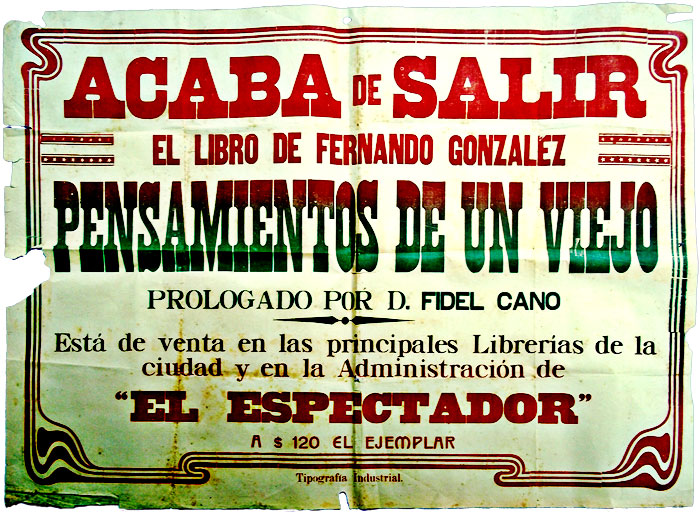 ACABA DE SALIR
EL LIBRO DE FERNANDO GONZALEZ
PENSAMIENTOS DE UN VIEJO
PROLOGADO POR D. FIDEL CANO
Está de venta en las principales Librerías de la
ciudad y en la Administración de
"EL ESPECTADOR"
A $ 120 EL EJEMPLAR
Tipografía Industrial.